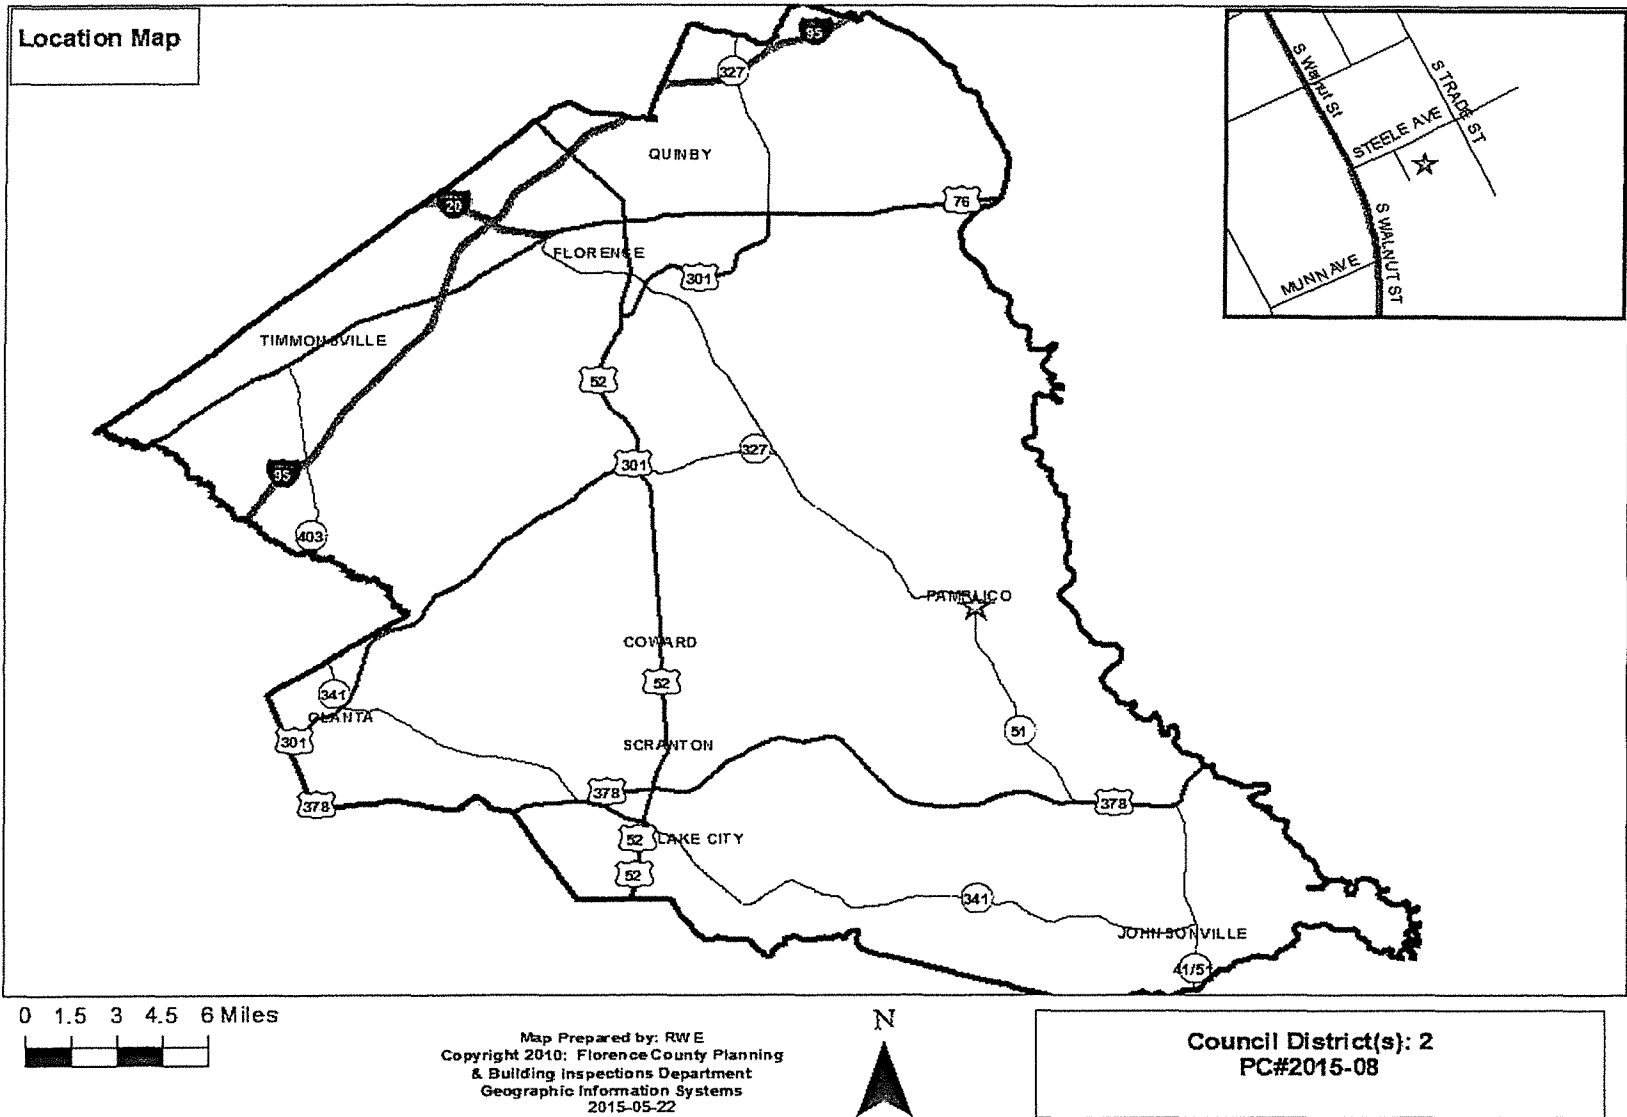 Location Map
95
327
S Walnut St
S TRADE ST
STEELE AVE
QUINBY
20
76
S WALNUT ST
FLORENCE
301
MUNN AVE
TIMMONSVILLE
52
327
301
95
403
PAMPLICO
COWARD
52
341
OLANTA
51
301
SCRANTON
378
378
378
52
LAKE CITY
52
341
JOHNSONVILLE
41/51
0 1.5 3 4.5 6 Miles
N
Map Prepared by: RWE
Copyright 2010: Florence County Planning
& Building Inspections Department
Geographic Information Systems
2015-05-22
Council District(s): 2
PC#2015-08